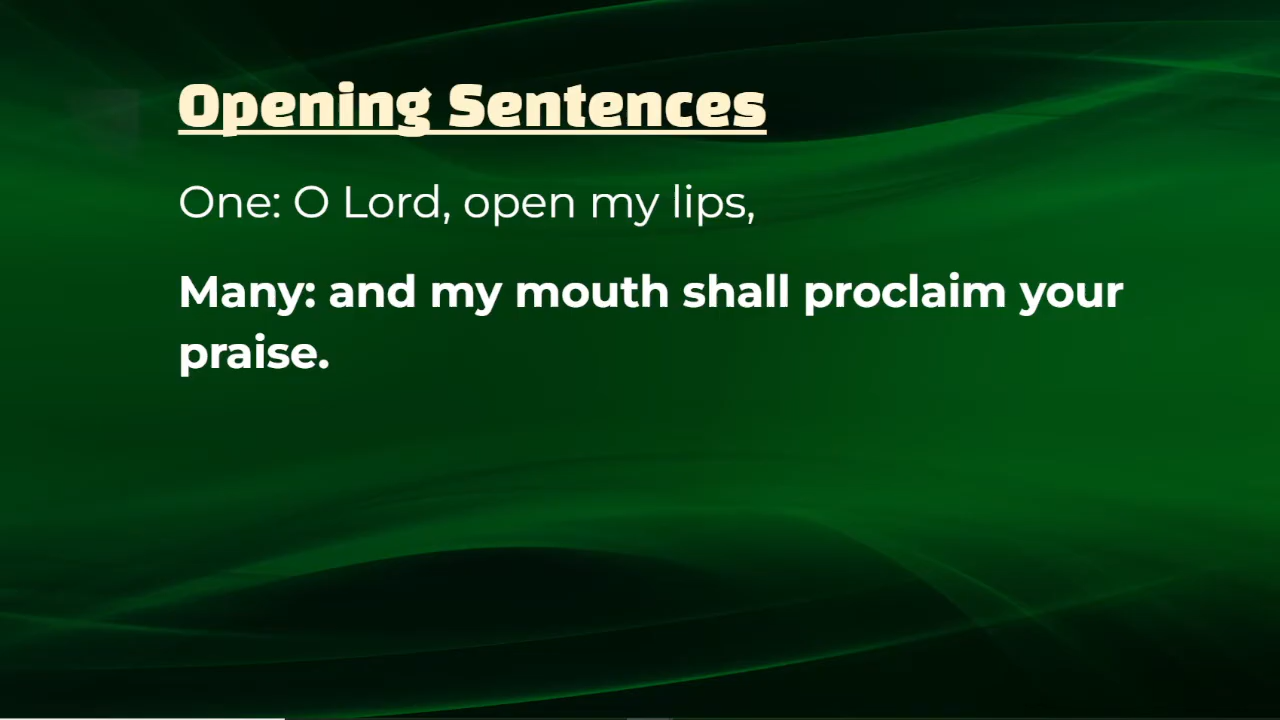 Opening Sentences
One: O Lord, open my lips,
Many: and my mouth shall proclaim your
praise.